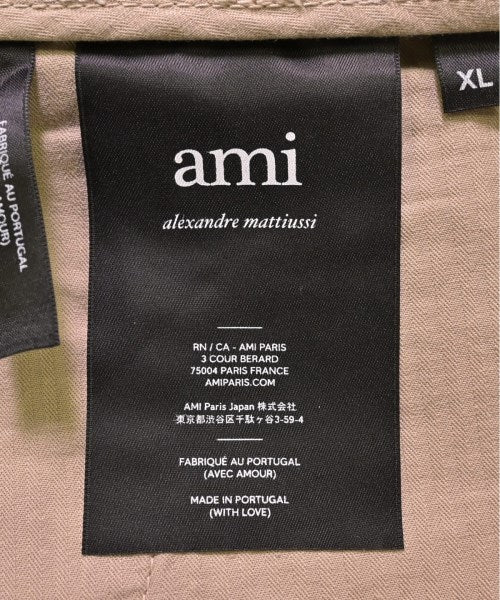 ami
alexandre mattiussi
RN / CA - AMI PARIS
3 COUR BERARD
75004 PARIS FRANCE
AMIPARIS.COM
AMI Paris Japan 株式会社
東京都渋谷区千駄ヶ谷3-59-4
FABRIQUÉ AU PORTUGAL
(AVEC AMOUR)
MADE IN PORTUGAL
(WITH LOVE)
XL
FABRIQUÉ AU PORTUGAL
AMOUR)